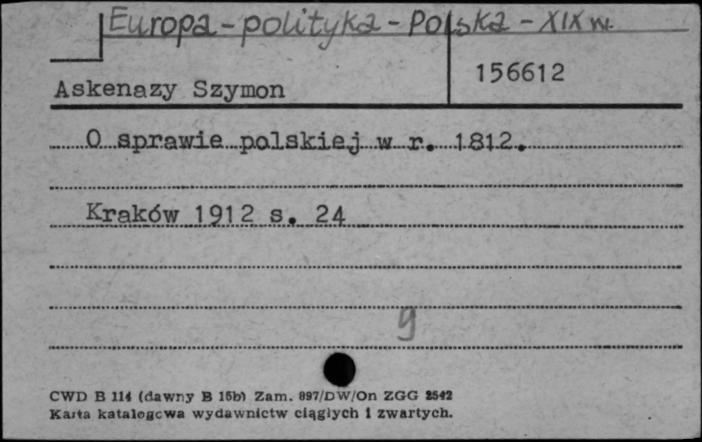 Europa - polityka - Polska - XIX w.
156612
Askenazy Szymon
O sprawie polskiej w r. 1812.
Kraków 1912 s. 24
9
CWD B 114 (dawny B 15b) Zam. 897/DW/On ZGG 2542
Karta katalogowa wydawnictw ciągłych i zwartych.